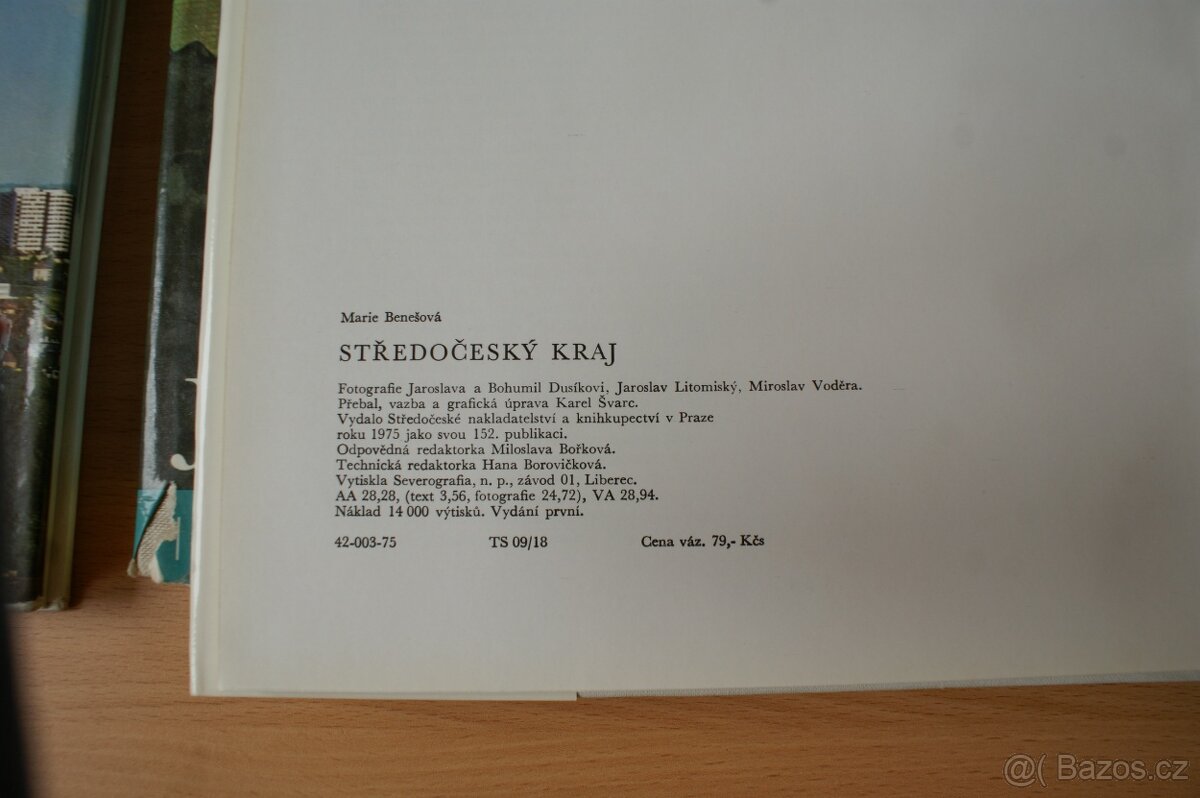 Marie Benešová
STŘEDOČESKÝ KRAJ
Fotografie Jaroslava a Bohumil Dusíkovi, Jaroslav Litomiský, Miroslav Voděra.
Přebal, vazba a grafická úprava Karel Švarc.
Vydalo Středočeské nakladatelství a knihkupectví v Praze
roku 1975 jako svou 152. publikaci.
Odpovědná redaktorka Miloslava Bořková.
Technická redaktorka Hana Borovičková.
Vytiskla Severografia, n. p., závod 01, Liberec.
AA 28,28, (text 3,56, fotografie 24,72), VA 28,94.
Náklad 14 000 výtisků. Vydání první.
42-003-75 TS 09/18 Cena váz. 79,- Kčs
@( Bazos.cz